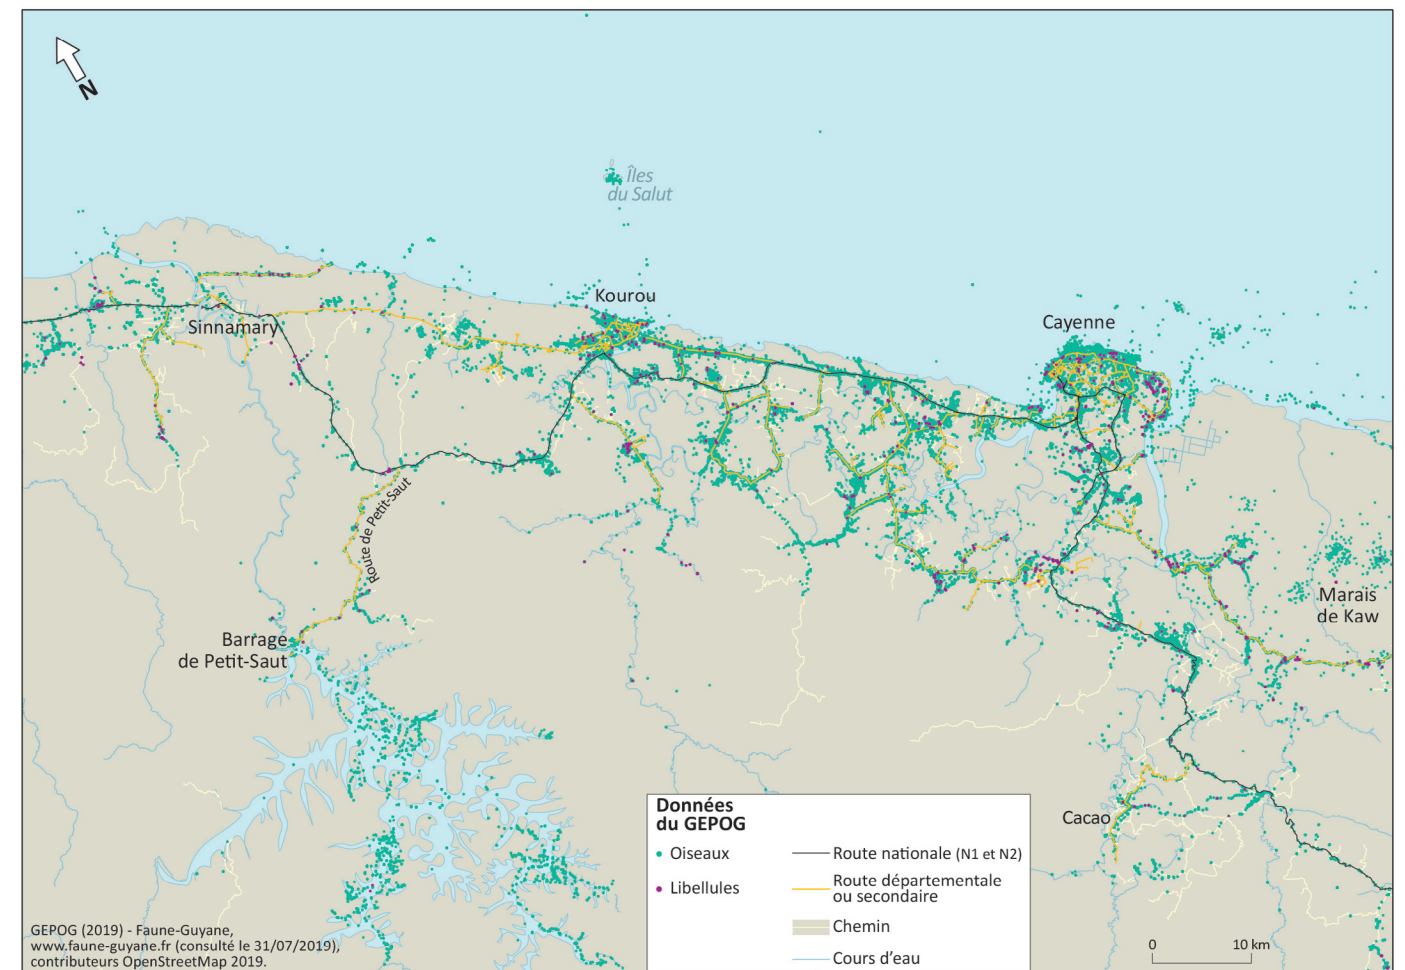 N
Îles
du Salut
Kourou
Cayenne
Sinnamary
Route de Petit-Saut
Marais
de Kaw
Barrage
de Petit-Saut
Cacao
Données
du GEPOG
Oiseaux
Libellules
Route nationale (N1 et N2)
Route départementale
ou secondaire
Chemin
Cours d'eau
0 10 km
GEPOG (2019) - Faune-Guyane,
www.faune-guyane.fr (consulté le 31/07/2019),
contributeurs OpenStreetMap 2019.